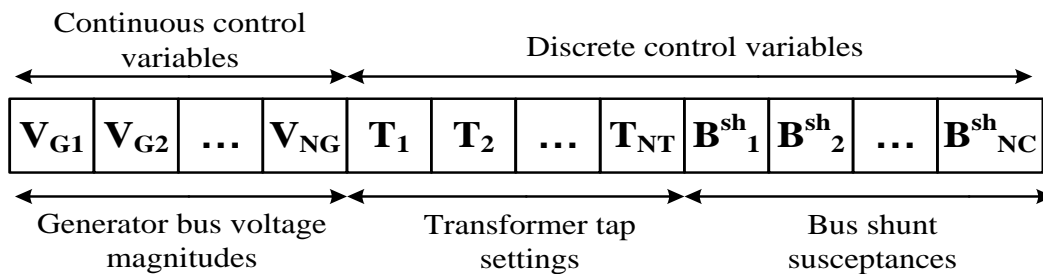 Continuous control
variables
Discrete control variables
V_G1 V_G2 ... V_NG T_1 T_2 ... T_NT B^sh_1 B^sh_2 ... B^sh_NC
Generator bus voltage
magnitudes
Transformer tap
settings
Bus shunt
susceptances